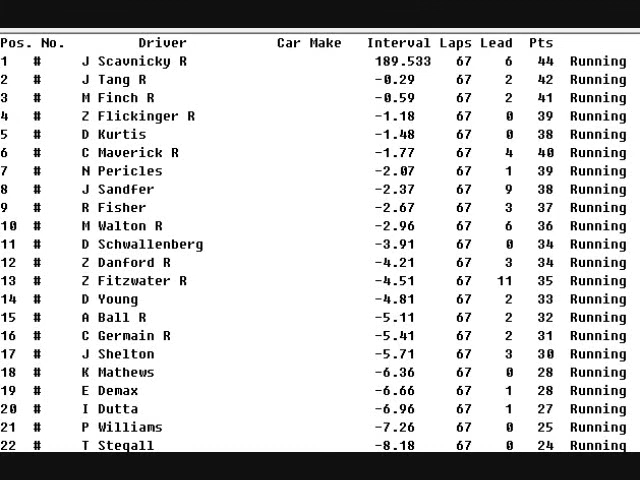 Pos. No. Driver Car Make Interval Laps Lead Pts
1 # J Scavnicky R 189.533 67 6 44 Running
2 # J Tang R -0.29 67 2 42 Running
3 # M Finch R -0.59 67 2 41 Running
4 # Z Flickinger R -1.18 67 0 39 Running
5 # D Kurtis -1.48 67 0 38 Running
6 # C Maverick R -1.77 67 4 40 Running
7 # N Pericles -2.07 67 1 39 Running
8 # J Sandfer -2.37 67 9 38 Running
9 # R Fisher -2.67 67 3 37 Running
10 # M Walton R -2.96 67 6 36 Running
11 # D Schwallenberg -3.91 67 0 34 Running
12 # Z Danford R -4.21 67 3 34 Running
13 # Z Fitzwater R -4.51 67 11 35 Running
14 # D Young -4.81 67 2 33 Running
15 # A Ball R -5.11 67 2 32 Running
16 # C Germain R -5.41 67 2 31 Running
17 # J Shelton -5.71 67 3 30 Running
18 # K Mathews -6.36 67 0 28 Running
19 # E Demax -6.66 67 1 28 Running
20 # I Dutta -6.96 67 1 27 Running
21 # P Williams -7.26 67 0 25 Running
22 # T Stegall -8.18 67 0 24 Running